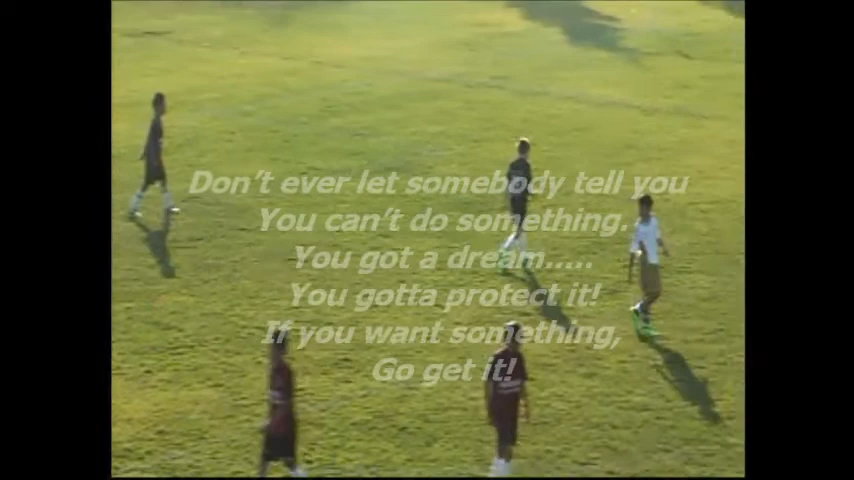 Don't ever let somebody tell you
You can't do something.
You got a dream.....
You gotta protect it!
If you want something,
Go get it!